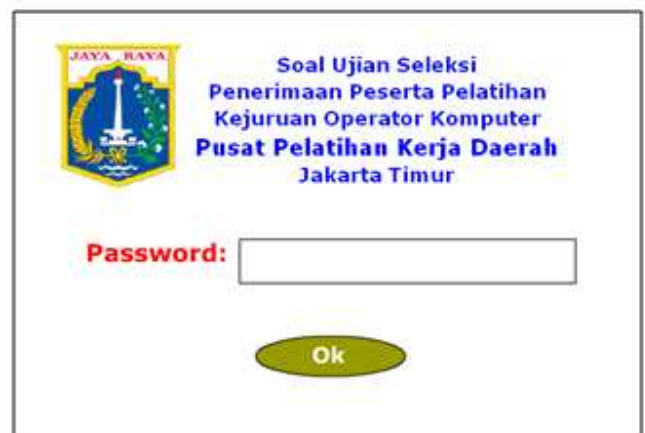 JAYA RAYA
Soal Ujian Seleksi
Penerimaan Peserta Pelatihan
Kejuruan Operator Komputer
Pusat Pelatihan Kerja Daerah
Jakarta Timur
Password:
Ok